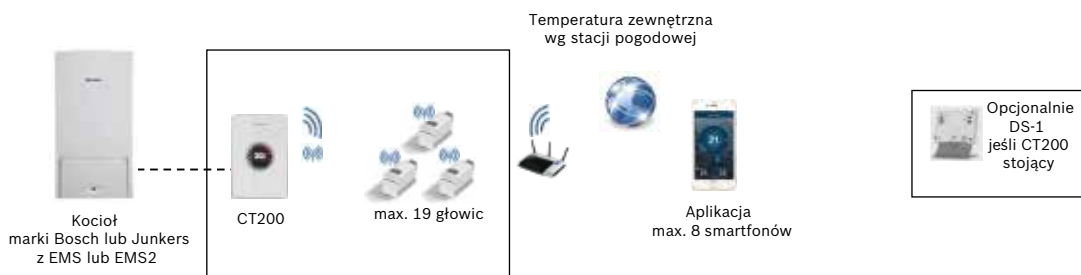 Temperatura zewnętrzna
wg stacji pogodowej
Opcjonalnie
DS-1
jeśli CT200
stojący
21
CT200
max. 19 głowic
Kocioł
marki Bosch lub Junkers
z EMS lub EMS2
Aplikacja
max. 8 smartfonów